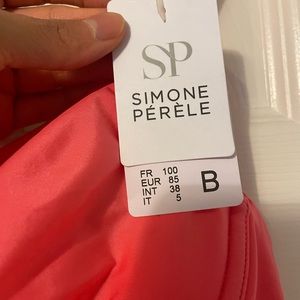 SP
SIMONE
PÉRÈLE
FR 100
EUR 85
INT 38
IT 5
B